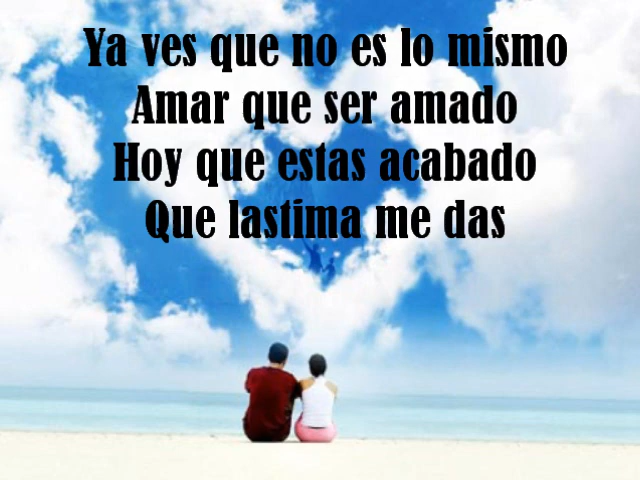 Ya ves que no es lo mismo
Amar que ser amado
Hoy que estas acabado
Que lastima me das